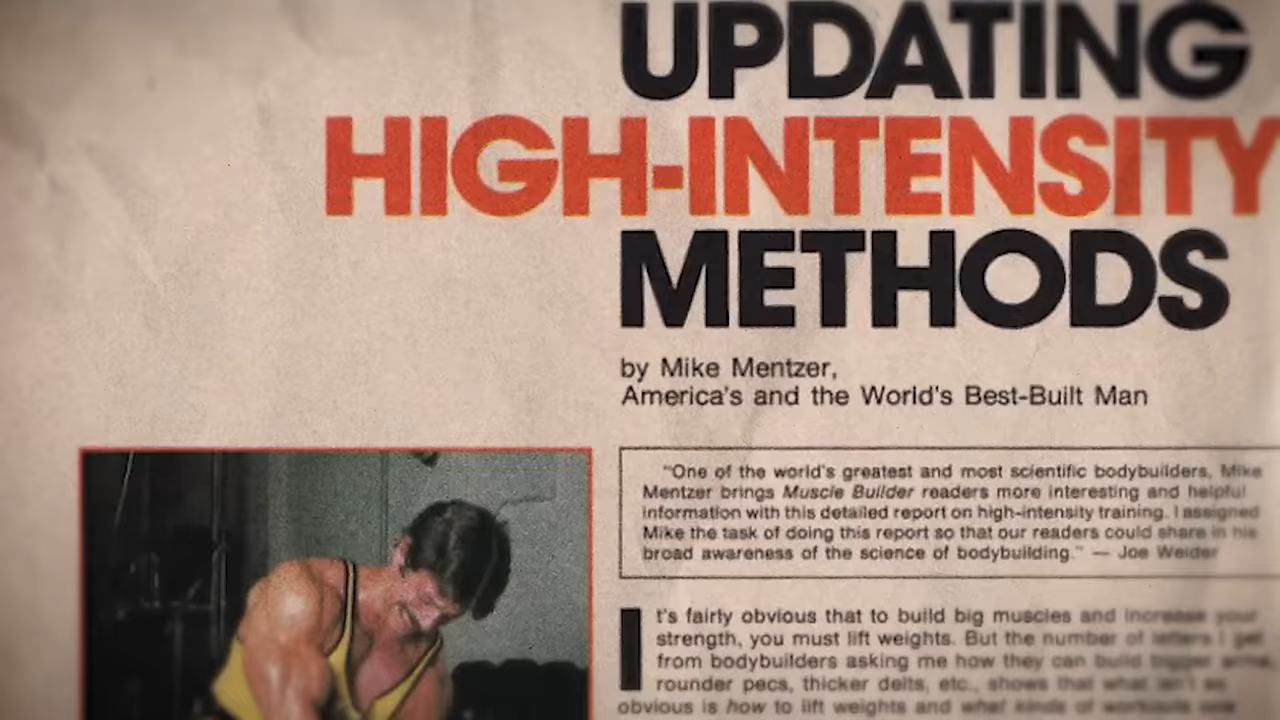 UPDATING
HIGH-INTENSITY
METHODS
by Mike Mentzer,
America's and the World's Best-Built Man
"One of the world's greatest and most scientific bodybuilders, Mike
Mentzer brings Muscle Builder readers more interesting and helpful
information with this detailed report on high-intensity training. I assigned
Mike the task of doing this report so that our readers could share in his
broad awareness of the science of bodybuilding." — Joe Weider
It's fairly obvious that to build big muscles and increase your
strength, you must lift weights. But the number of letters I get
from bodybuilders asking me how they can build bigger arms,
rounder pecs, thicker delts, etc., shows that what isn't so
obvious is how to lift weights and what kinds of workouts